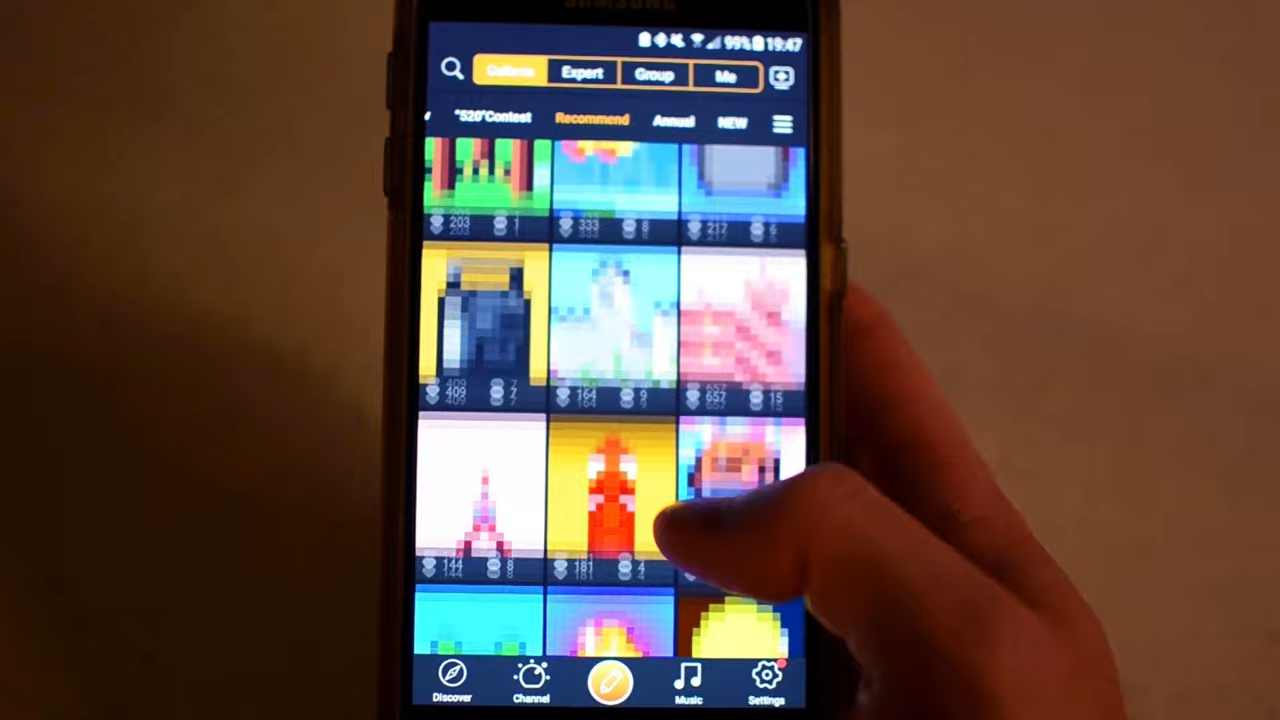 SAMSUNG
99% 19:47
Expert Group Me
"520"Contest Recommend Annual NEW
203 1 333 8 217 6
409 7 164 9 657 15
144 8 181 4
Discover Channel Music Settings